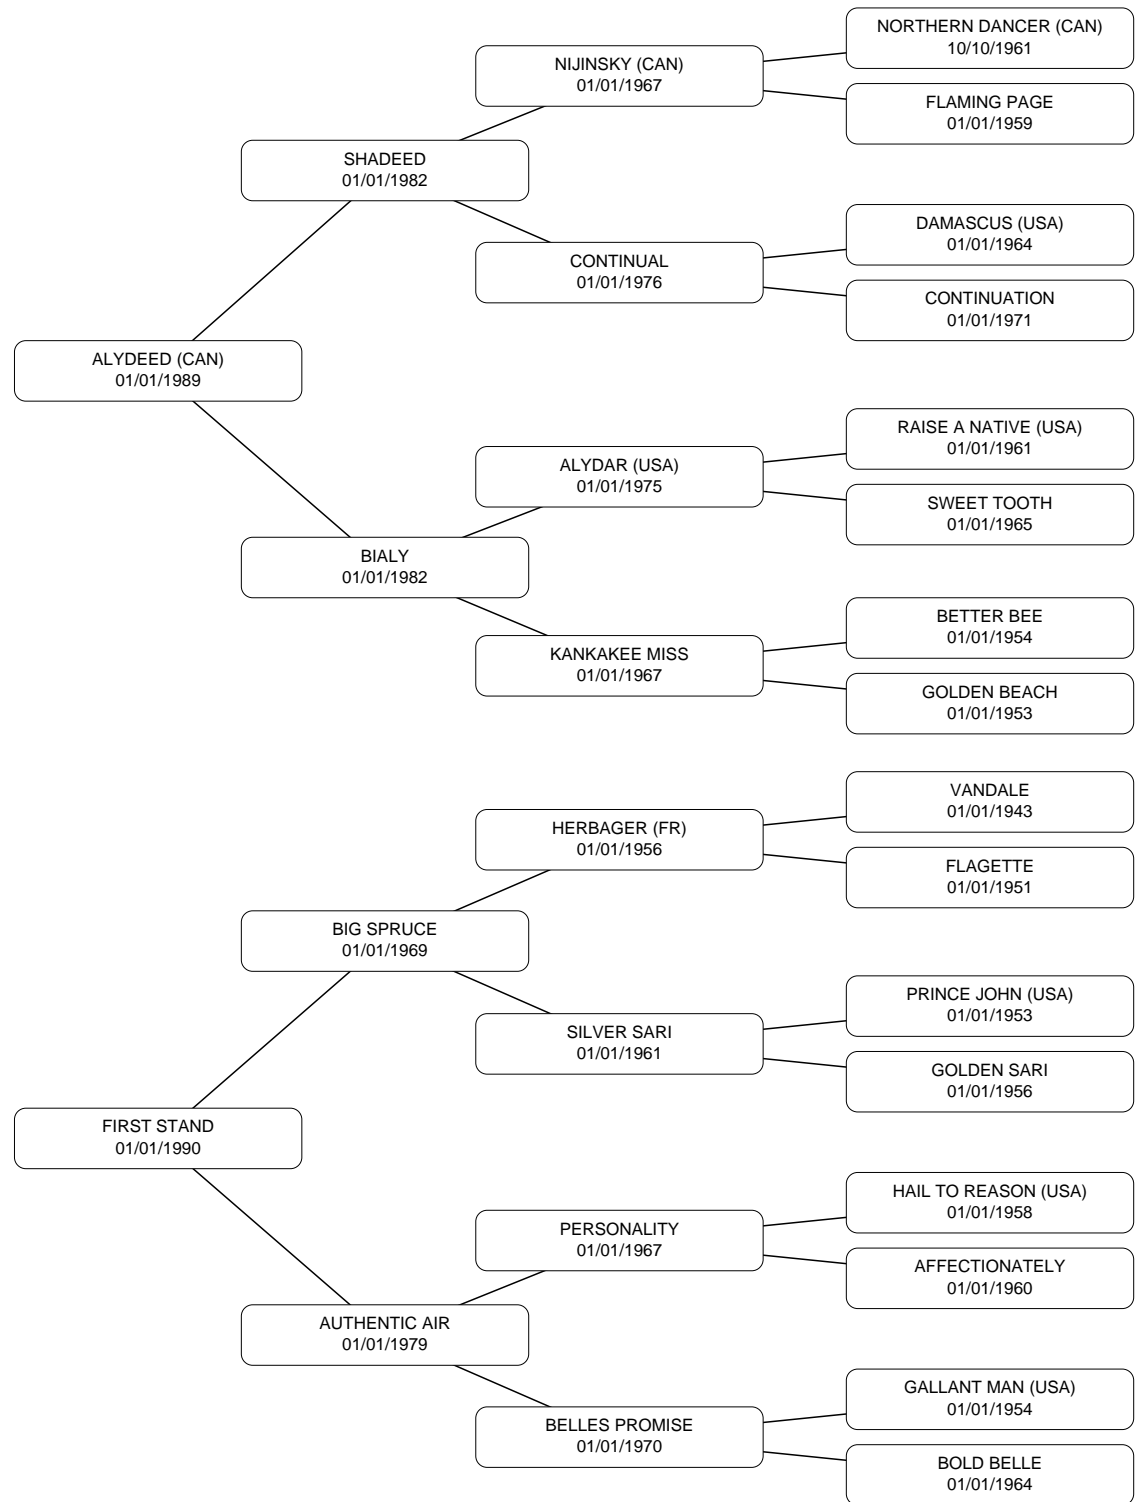 NORTHERN DANCER (CAN)
10/10/1961
NIJINSKY (CAN)
01/01/1967
FLAMING PAGE
01/01/1959
SHADEED
01/01/1982
DAMASCUS (USA)
01/01/1964
CONTINUAL
01/01/1976
CONTINUATION
01/01/1971
ALYDEED (CAN)
01/01/1989
RAISE A NATIVE (USA)
01/01/1961
ALYDAR (USA)
01/01/1975
SWEET TOOTH
01/01/1965
BIALY
01/01/1982
BETTER BEE
01/01/1954
KANKAKEE MISS
01/01/1967
GOLDEN BEACH
01/01/1953
VANDALE
01/01/1943
HERBAGER (FR)
01/01/1956
FLAGETTE
01/01/1951
BIG SPRUCE
01/01/1969
PRINCE JOHN (USA)
01/01/1953
SILVER SARI
01/01/1961
GOLDEN SARI
01/01/1956
FIRST STAND
01/01/1990
HAIL TO REASON (USA)
01/01/1958
PERSONALITY
01/01/1967
AFFECTIONATELY
01/01/1960
AUTHENTIC AIR
01/01/1979
GALLANT MAN (USA)
01/01/1954
BELLES PROMISE
01/01/1970
BOLD BELLE
01/01/1964